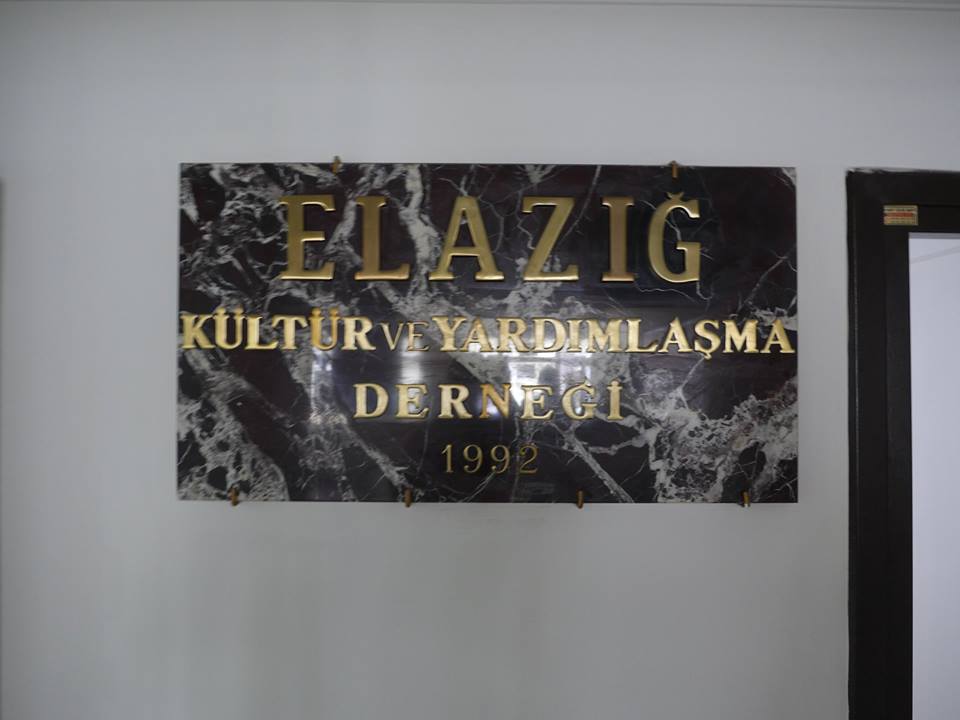 ELAZIĞ
KÜLTÜR VE YARDIMLAŞMA
DERNEĞİ
1992